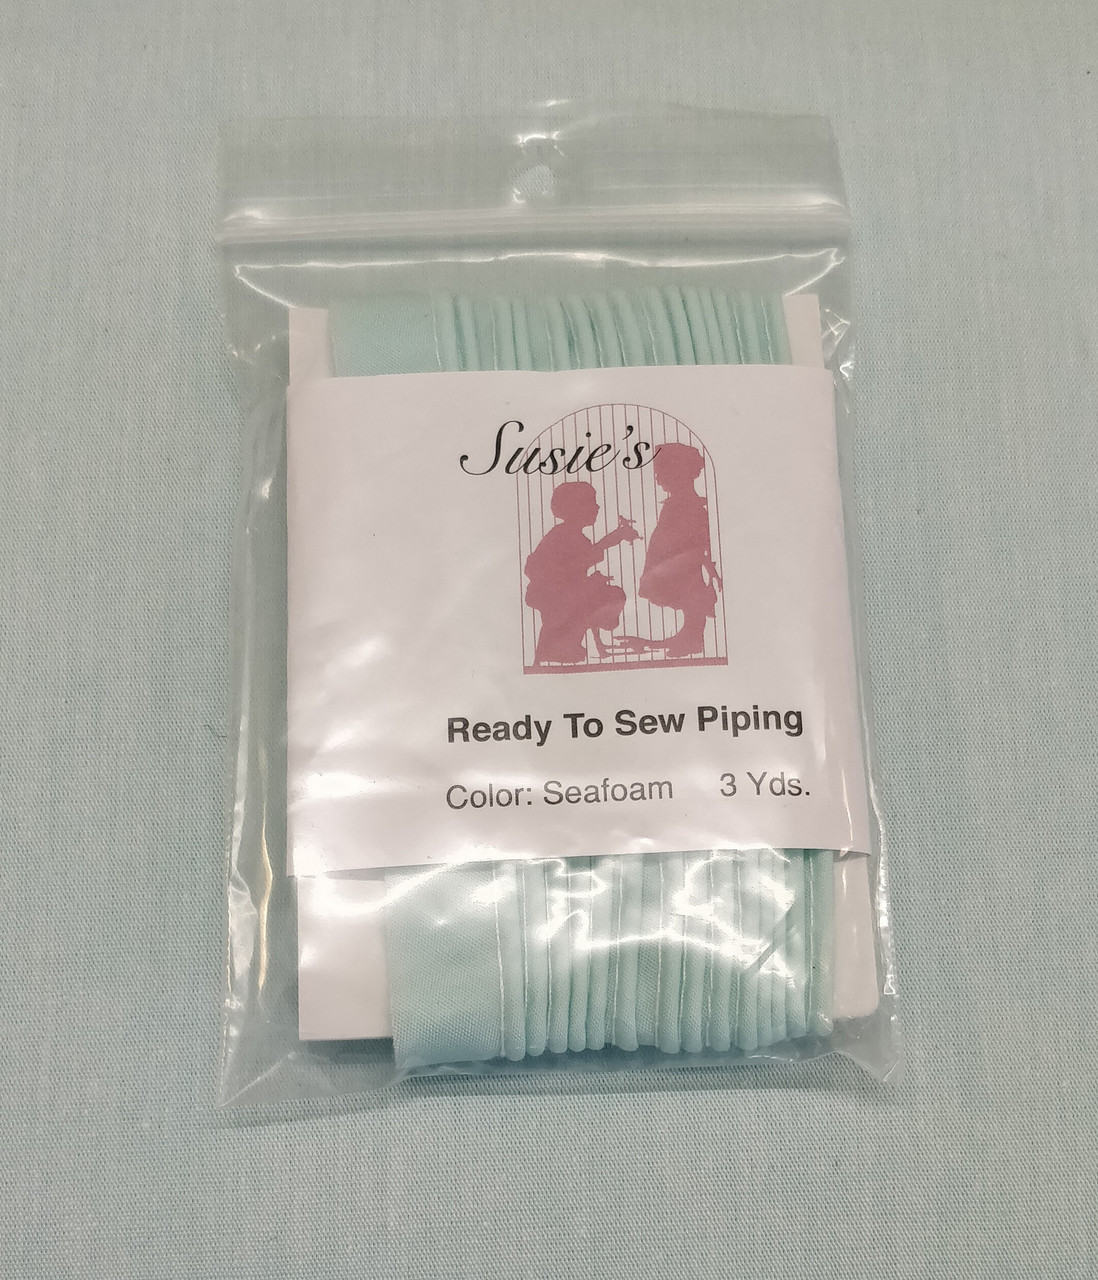 Susie's
Ready To Sew Piping
Color: Seafoam 3 Yds.